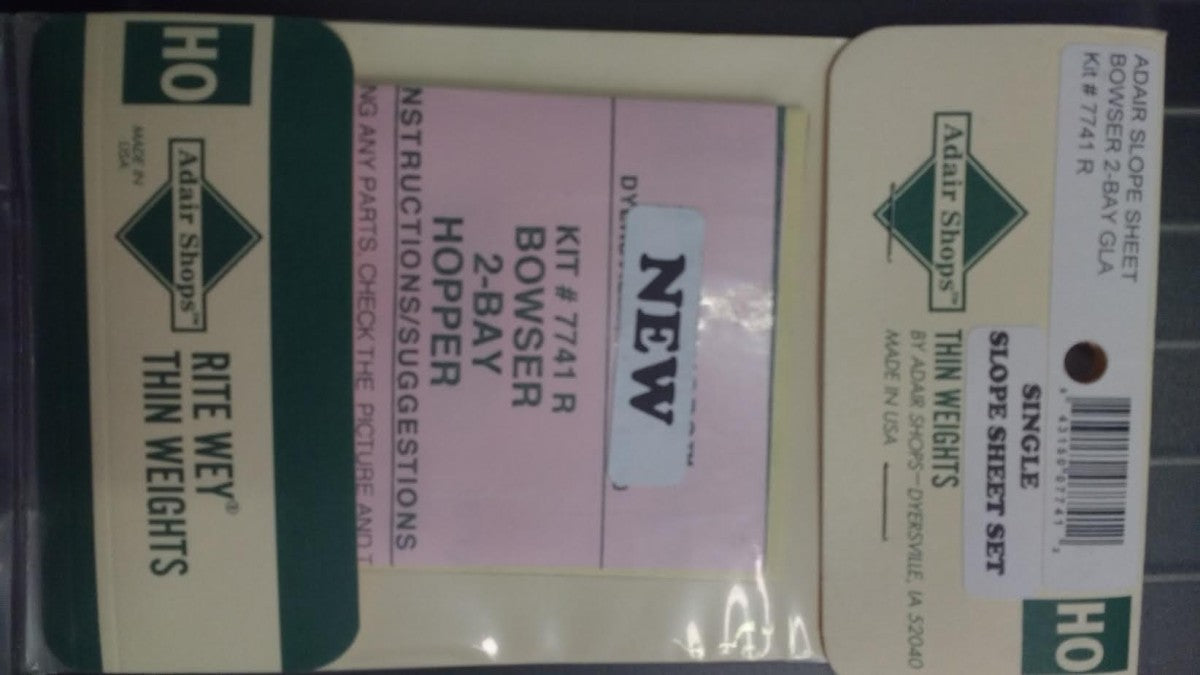 ADAIR SLOPE SHEET
BOWSER 2-BAY GLA
Kit # 7741 R
SINGLE
SLOPE SHEET SET
HO
Adair Shops™
THIN WEIGHTS
BY ADAIR SHOPS—DYERSVILLE, IA 52040
MADE IN USA
NEW
KIT # 7741 R
BOWSER
2-BAY
HOPPER
NSTRUCTIONS/SUGGESTIONS
NG ANY PARTS, CHECK THE PICTURE AND T
HO
MADE IN
USA
Adair Shops™
RITE WEY®
THIN WEIGHTS